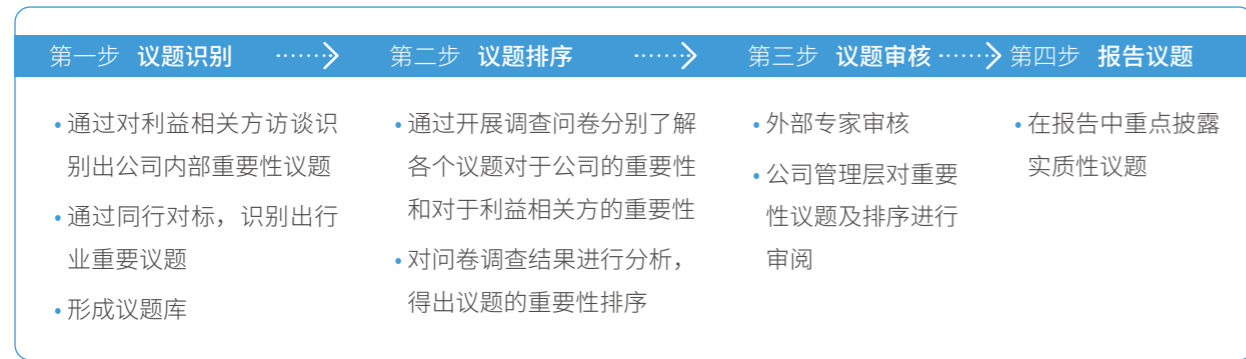 第一步 议题识别 ······> 第二步 议题排序 ······> 第三步 议题审核 ······> 第四步 报告议题
• 通过对利益相关方访谈识
别出公司内部重要性议题
• 通过同行对标，识别出行
业重要议题
• 形成议题库
• 通过开展调查问卷分别了解
各个议题对于公司的重要性
和对于利益相关方的重要性
• 对问卷调查结果进行分析，
得出议题的重要性排序
• 外部专家审核
• 公司管理层对重要
性议题及排序进行
审阅
• 在报告中重点披露
实质性议题